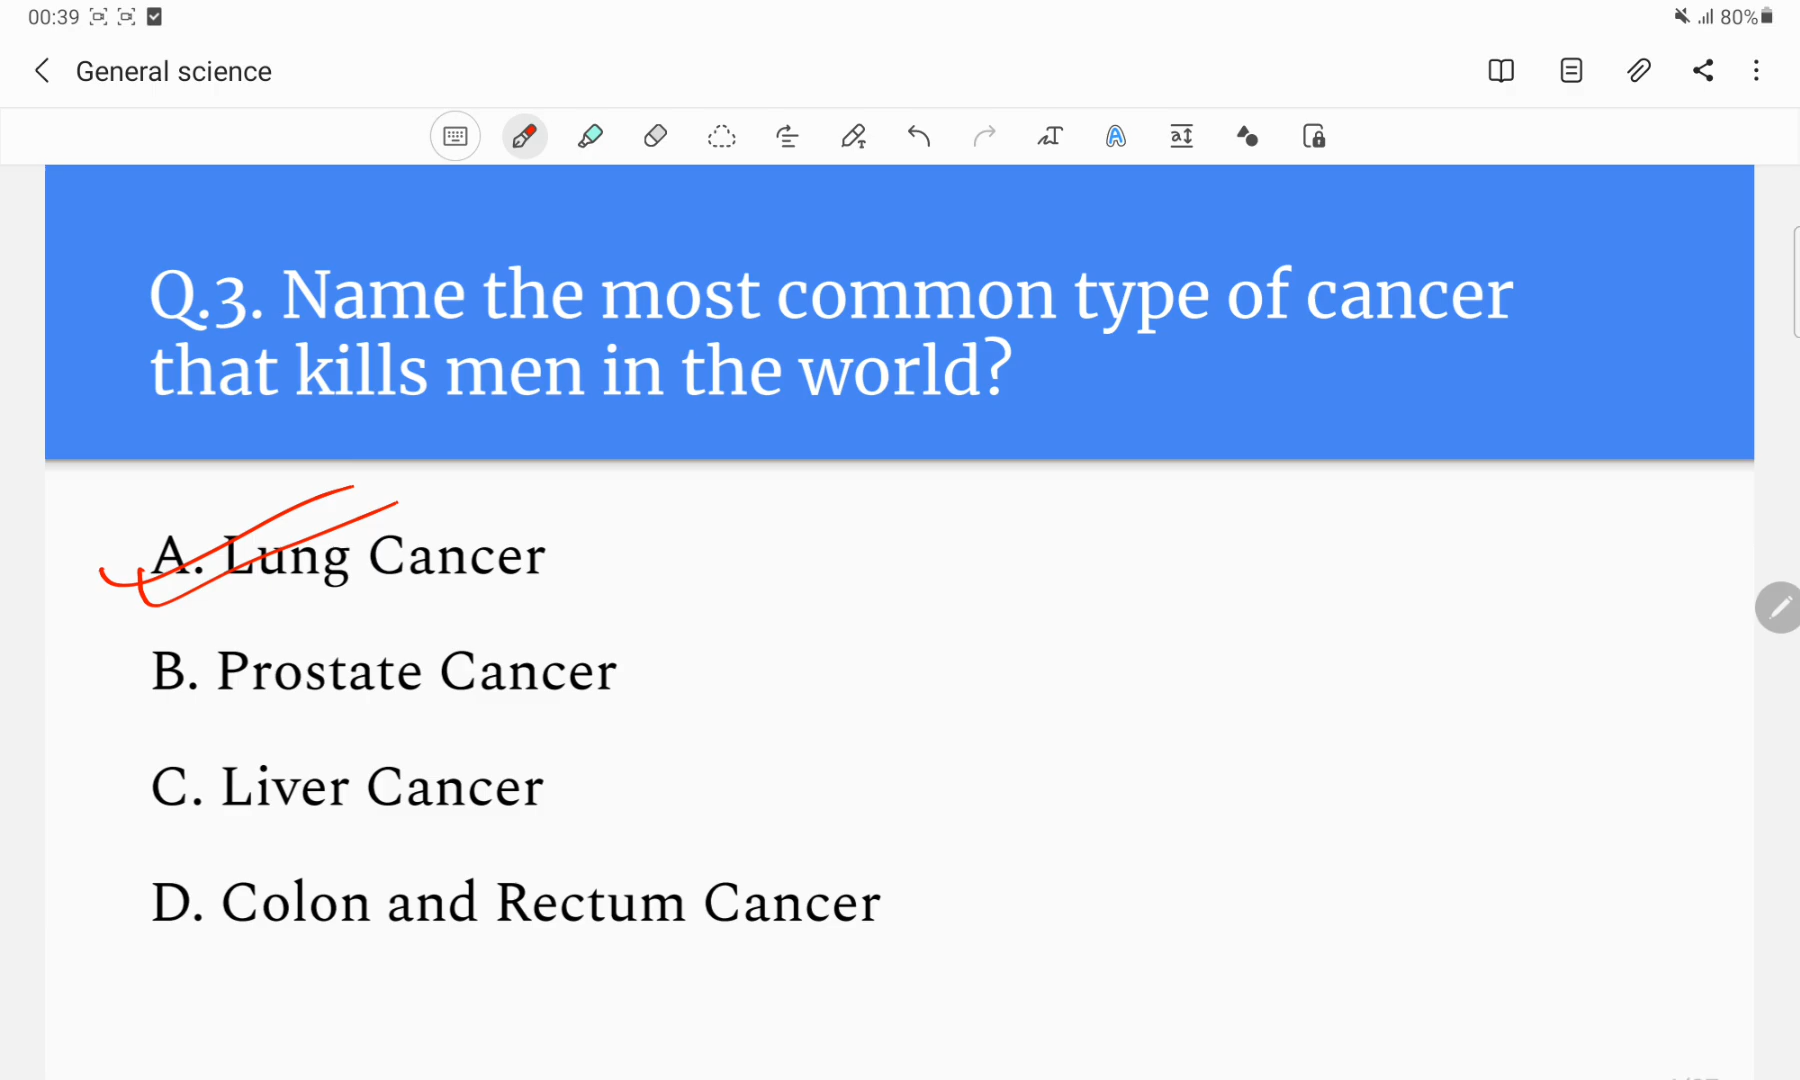 00:39
80%
General science
Q.3. Name the most common type of cancer
that kills men in the world?
A. Lung Cancer
B. Prostate Cancer
C. Liver Cancer
D. Colon and Rectum Cancer